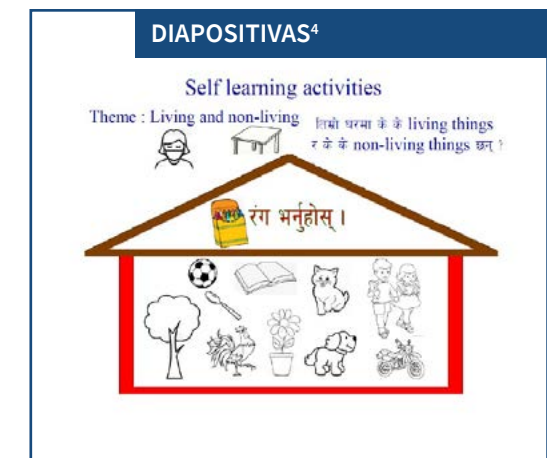 DIAPOSITIVAS⁴
Self learning activities
Theme : Living and non-living
तिम्रो घरमा के के living things
र के के non-living things छन् ?
रंग भर्नुहोस् ।